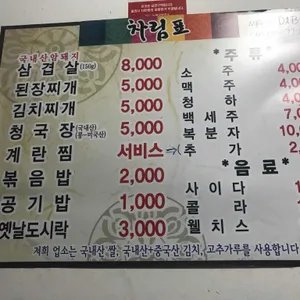 차림표
국내산암돼지
삼겹살(150g) 8,000
된장찌개 5,000
김치찌개 5,000
청국장(국내산) 5,000
계란찜 서비스
볶음밥 2,000
공기밥 1,000
옛날도시락 3,000
* 주류 *
소주
맥주
청하
백세주
복분자
추가
* 음료 *
사이다
콜라
웰치스
저희 업소는 국내산 쌀, 국내산+중국산 김치, 고추가루를 사용합니다